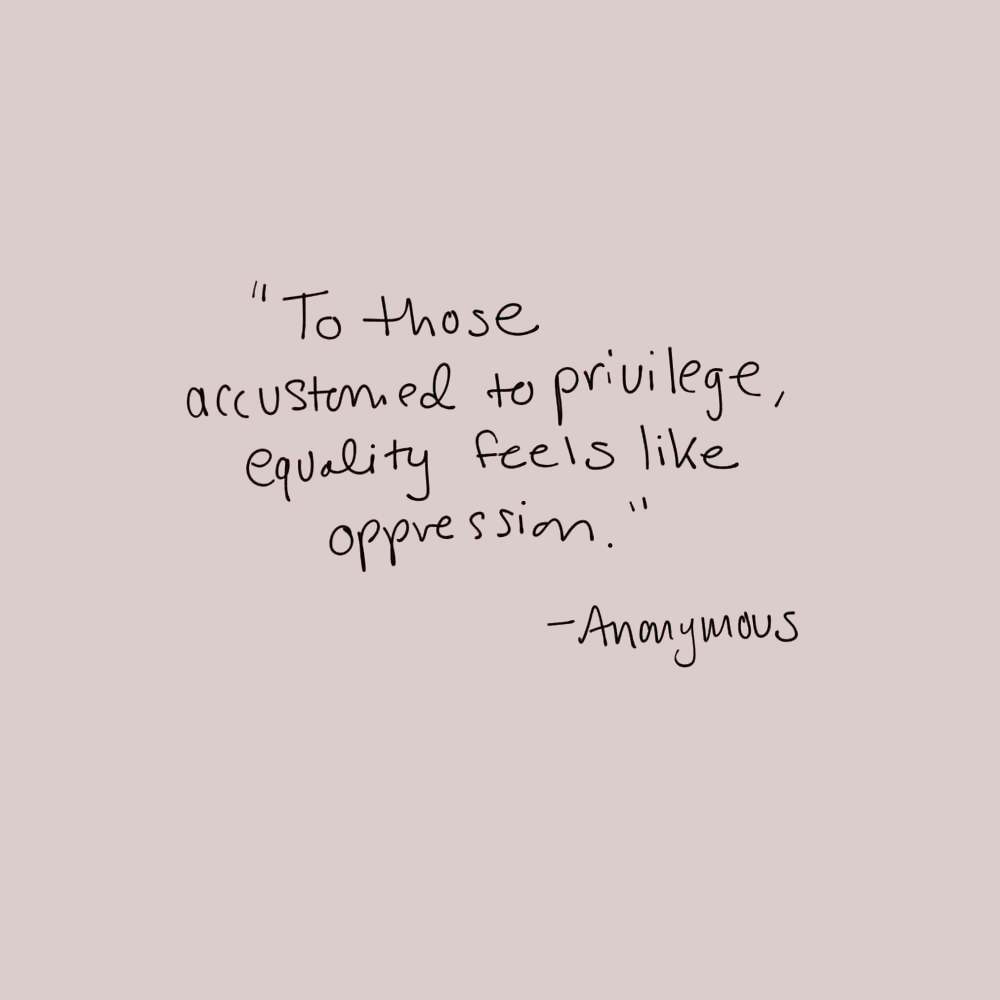 "To those
accustomed to privilege,
equality feels like
oppression."
-Anonymous